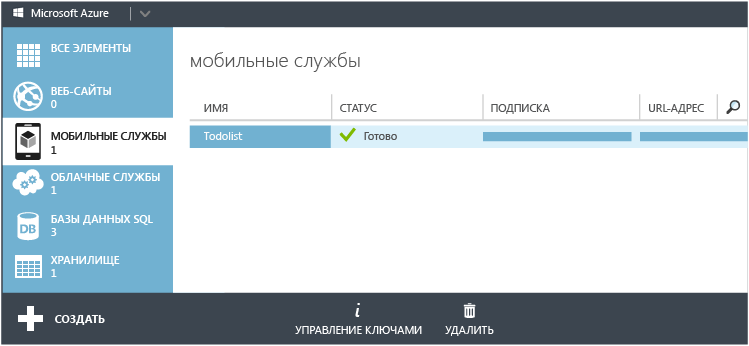 Microsoft Azure
ВСЕ ЭЛЕМЕНТЫ
ВЕБ-САЙТЫ
0
МОБИЛЬНЫЕ СЛУЖБЫ
1
ОБЛАЧНЫЕ СЛУЖБЫ
1
DB
БАЗЫ ДАННЫХ SQL
3
ХРАНИЛИЩЕ
1
мобильные службы
ИМЯ СТАТУС ПОДПИСКА URL-АДРЕС
Todolist Готово
СОЗДАТЬ
УПРАВЛЕНИЕ КЛЮЧАМИ УДАЛИТЬ